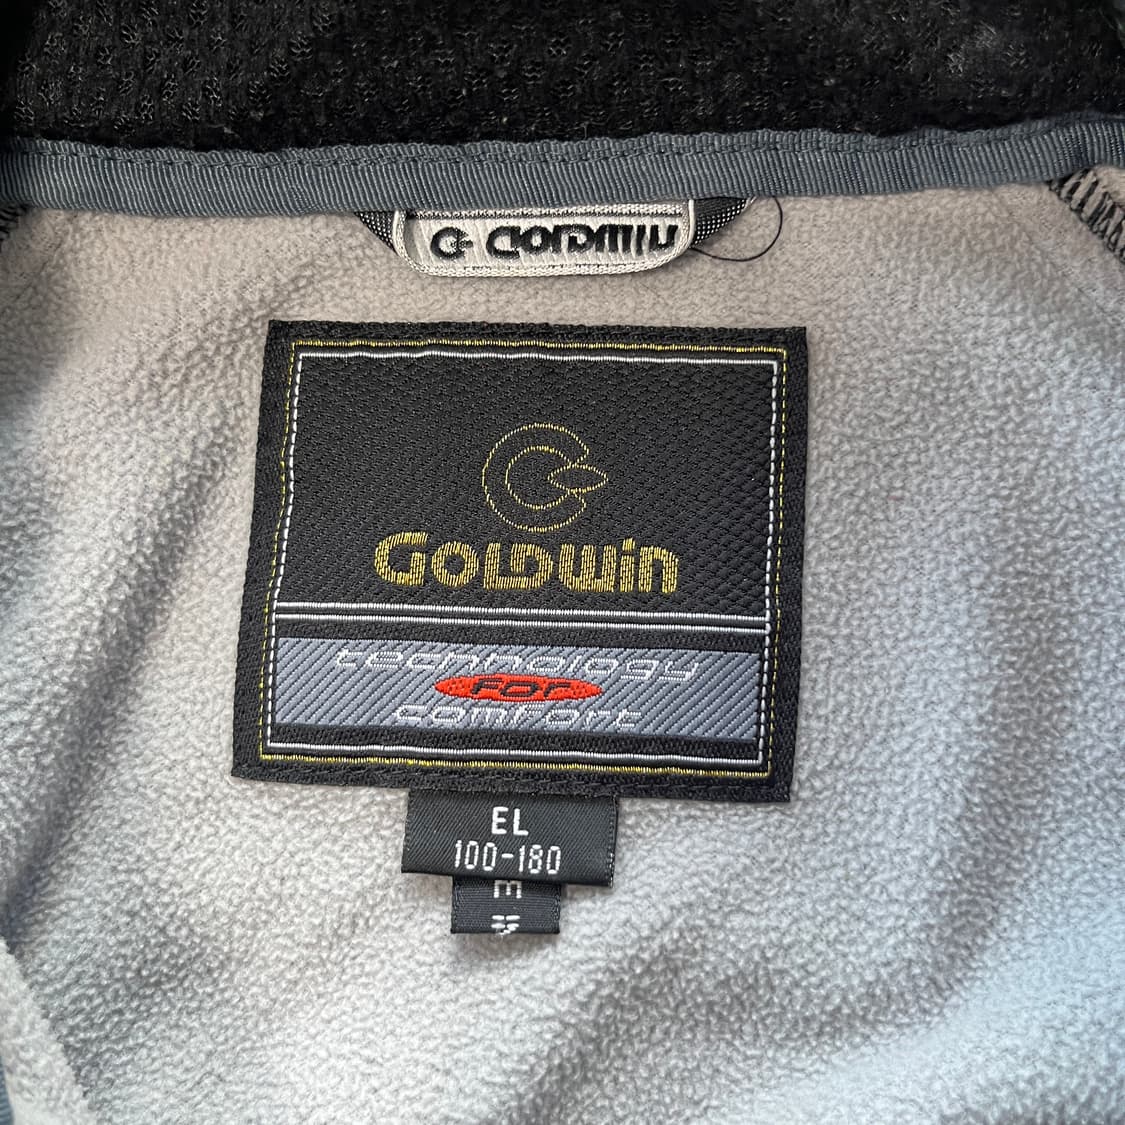 GOLDWIN
GOLDWIN
technology
FOR
comfort
EL
100-180